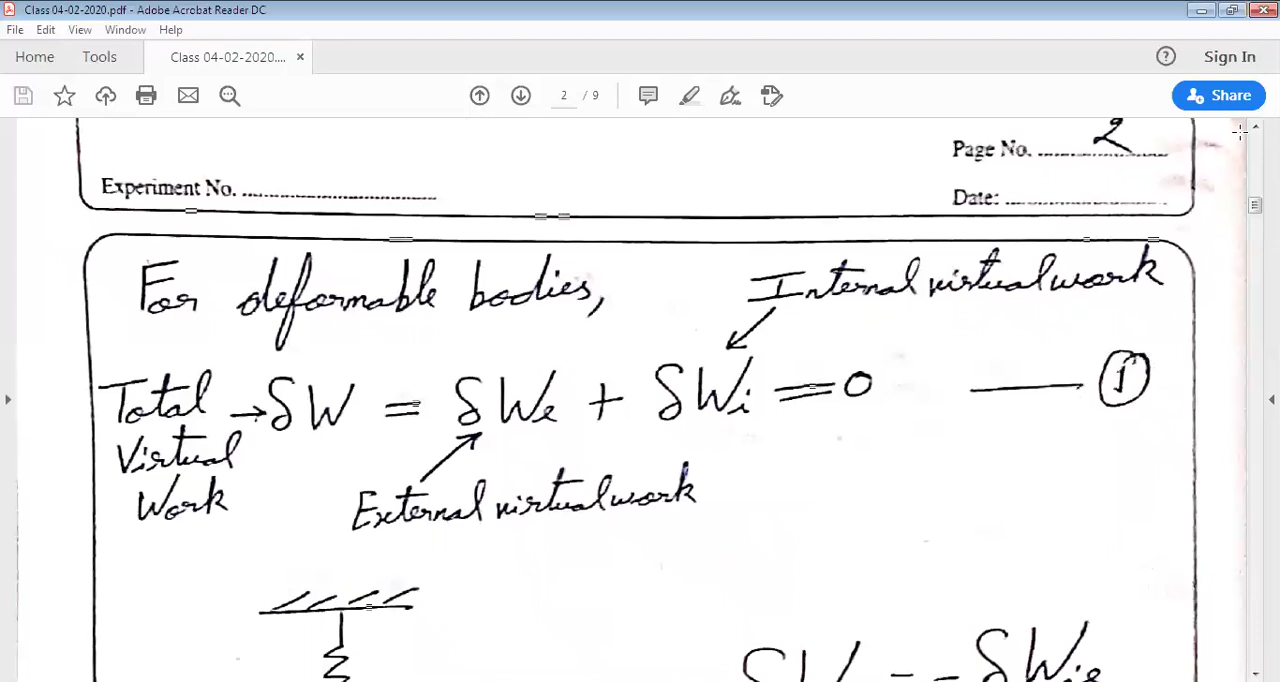 Class 04-02-2020.pdf - Adobe Acrobat Reader DC
File Edit View Window Help
Home Tools Class 04-02-2020.... × Sign In
2 / 9 Share
Page No. 2
Experiment No.
Date:
For deformable bodies,
Internal virtual work
Total → δW = δWe + δWi = 0 —— ①
Virtual
Work
External virtual work